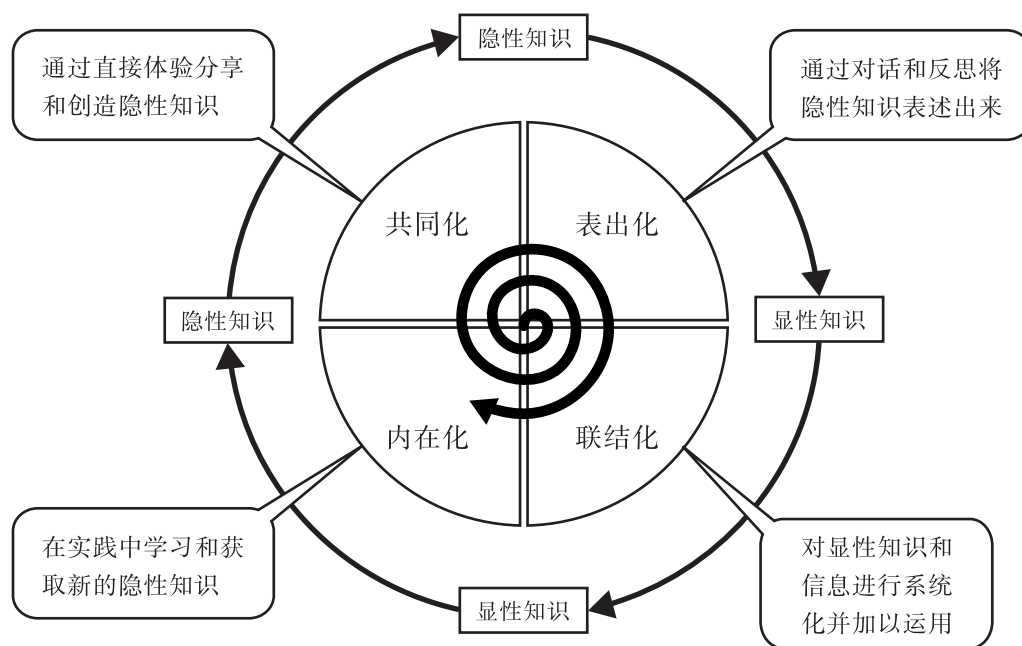 隐性知识
通过直接体验分享
和创造隐性知识
通过对话和反思将
隐性知识表述出来
共同化
表出化
隐性知识
显性知识
内在化
联结化
在实践中学习和获
取新的隐性知识
对显性知识和
信息进行系统
化并加以运用
显性知识